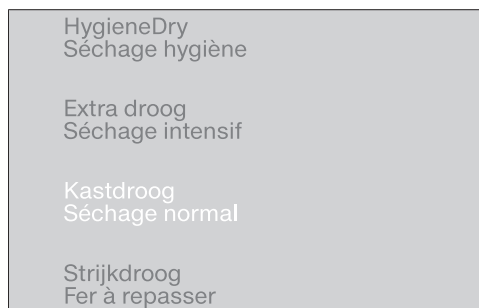 HygieneDry
Séchage hygiène
Extra droog
Séchage intensif
Kastdroog
Séchage normal
Strijkdroog
Fer à repasser